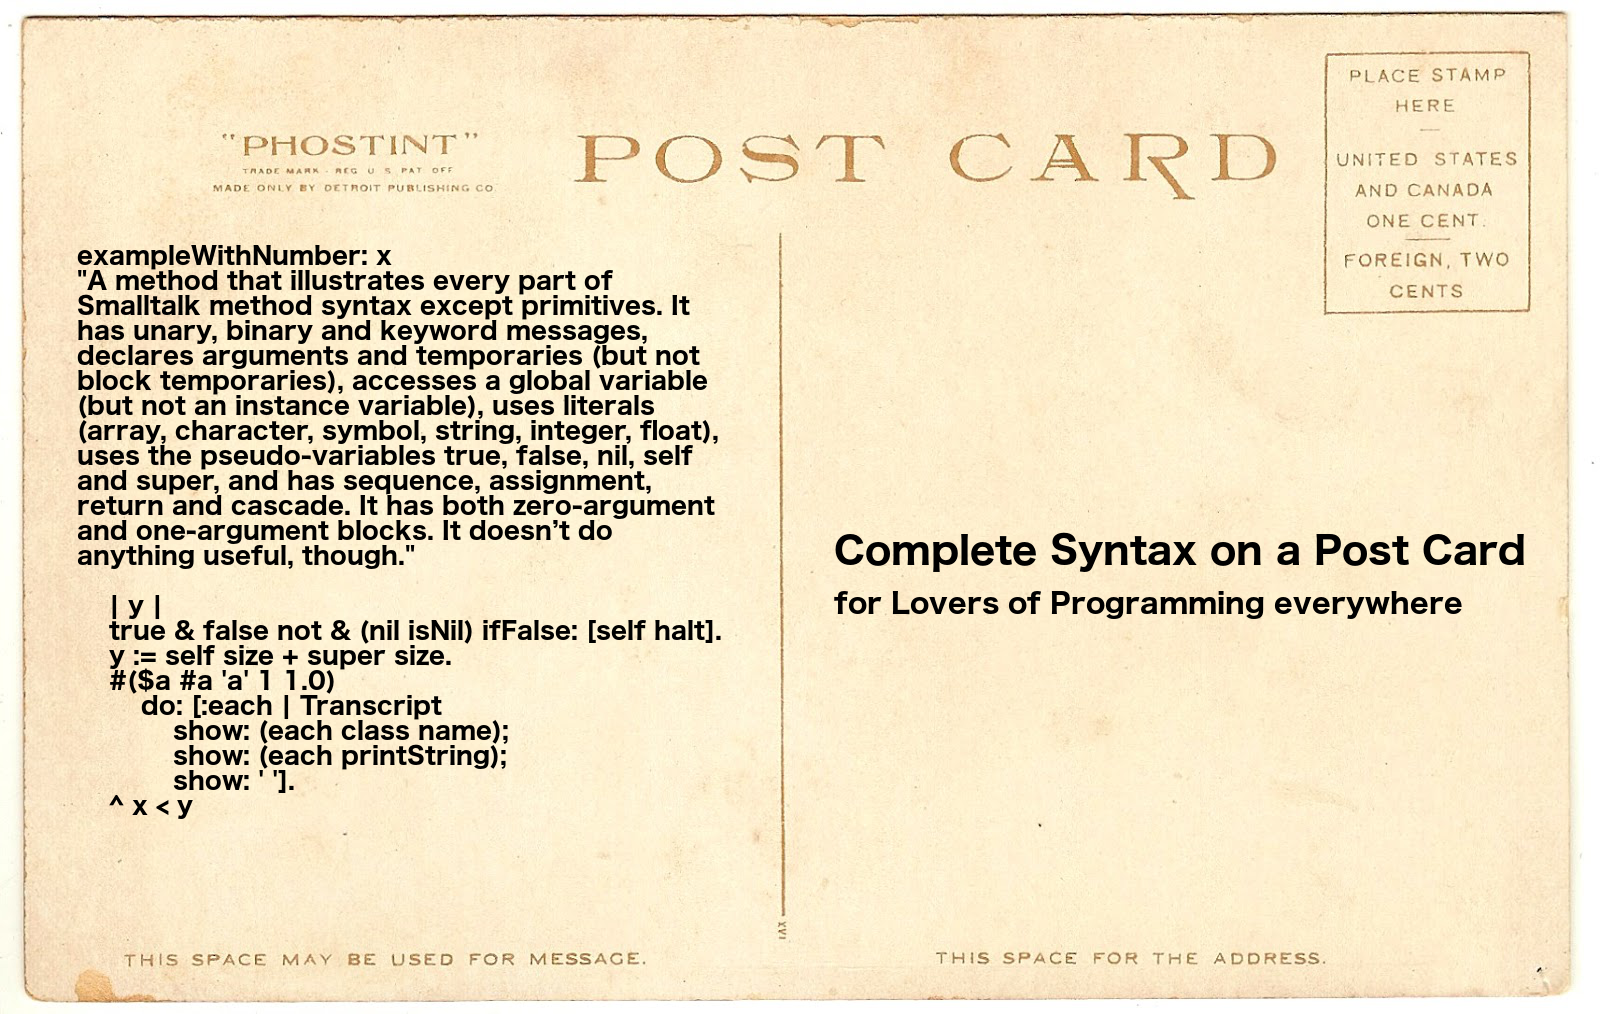 "PHOSTINT"
TRADE MARK - REG U S PAT OFF
MADE ONLY BY DETROIT PUBLISHING CO.
POST CARD
PLACE STAMP
HERE
UNITED STATES
AND CANADA
ONE CENT.
FOREIGN, TWO
CENTS
exampleWithNumber: x
"A method that illustrates every part of
Smalltalk method syntax except primitives. It
has unary, binary and keyword messages,
declares arguments and temporaries (but not
block temporaries), accesses a global variable
(but not an instance variable), uses literals
(array, character, symbol, string, integer, float),
uses the pseudo-variables true, false, nil, self
and super, and has sequence, assignment,
return and cascade. It has both zero-argument
and one-argument blocks. It doesn't do
anything useful, though."
| y |
true & false not & (nil isNil) ifFalse: [self halt].
y := self size + super size.
#($a #a 'a' 1 1.0)
do: [:each | Transcript
show: (each class name);
show: (each printString);
show: ' '].
^ x < y
Complete Syntax on a Post Card
for Lovers of Programming everywhere
THIS SPACE MAY BE USED FOR MESSAGE.
THIS SPACE FOR THE ADDRESS.